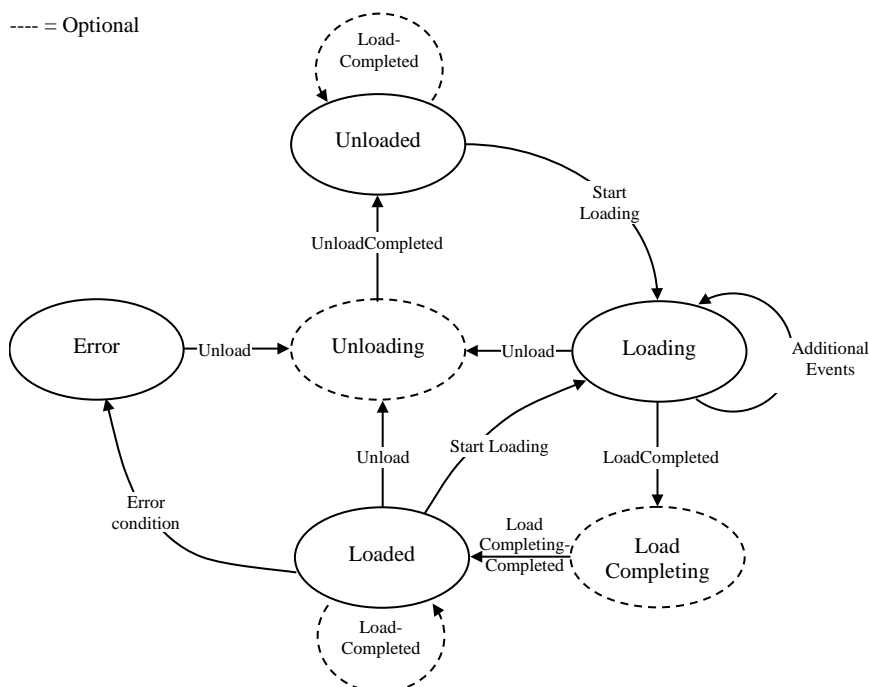 ---- = Optional
Load-
Completed
Unloaded
Start
Loading
UnloadCompleted
Error
Unload
Unloading
Unload
Loading
Additional
Events
Unload
Start Loading
LoadCompleted
Error
condition
Loaded
Load
Completing-
Completed
Load
Completing
Load-
Completed